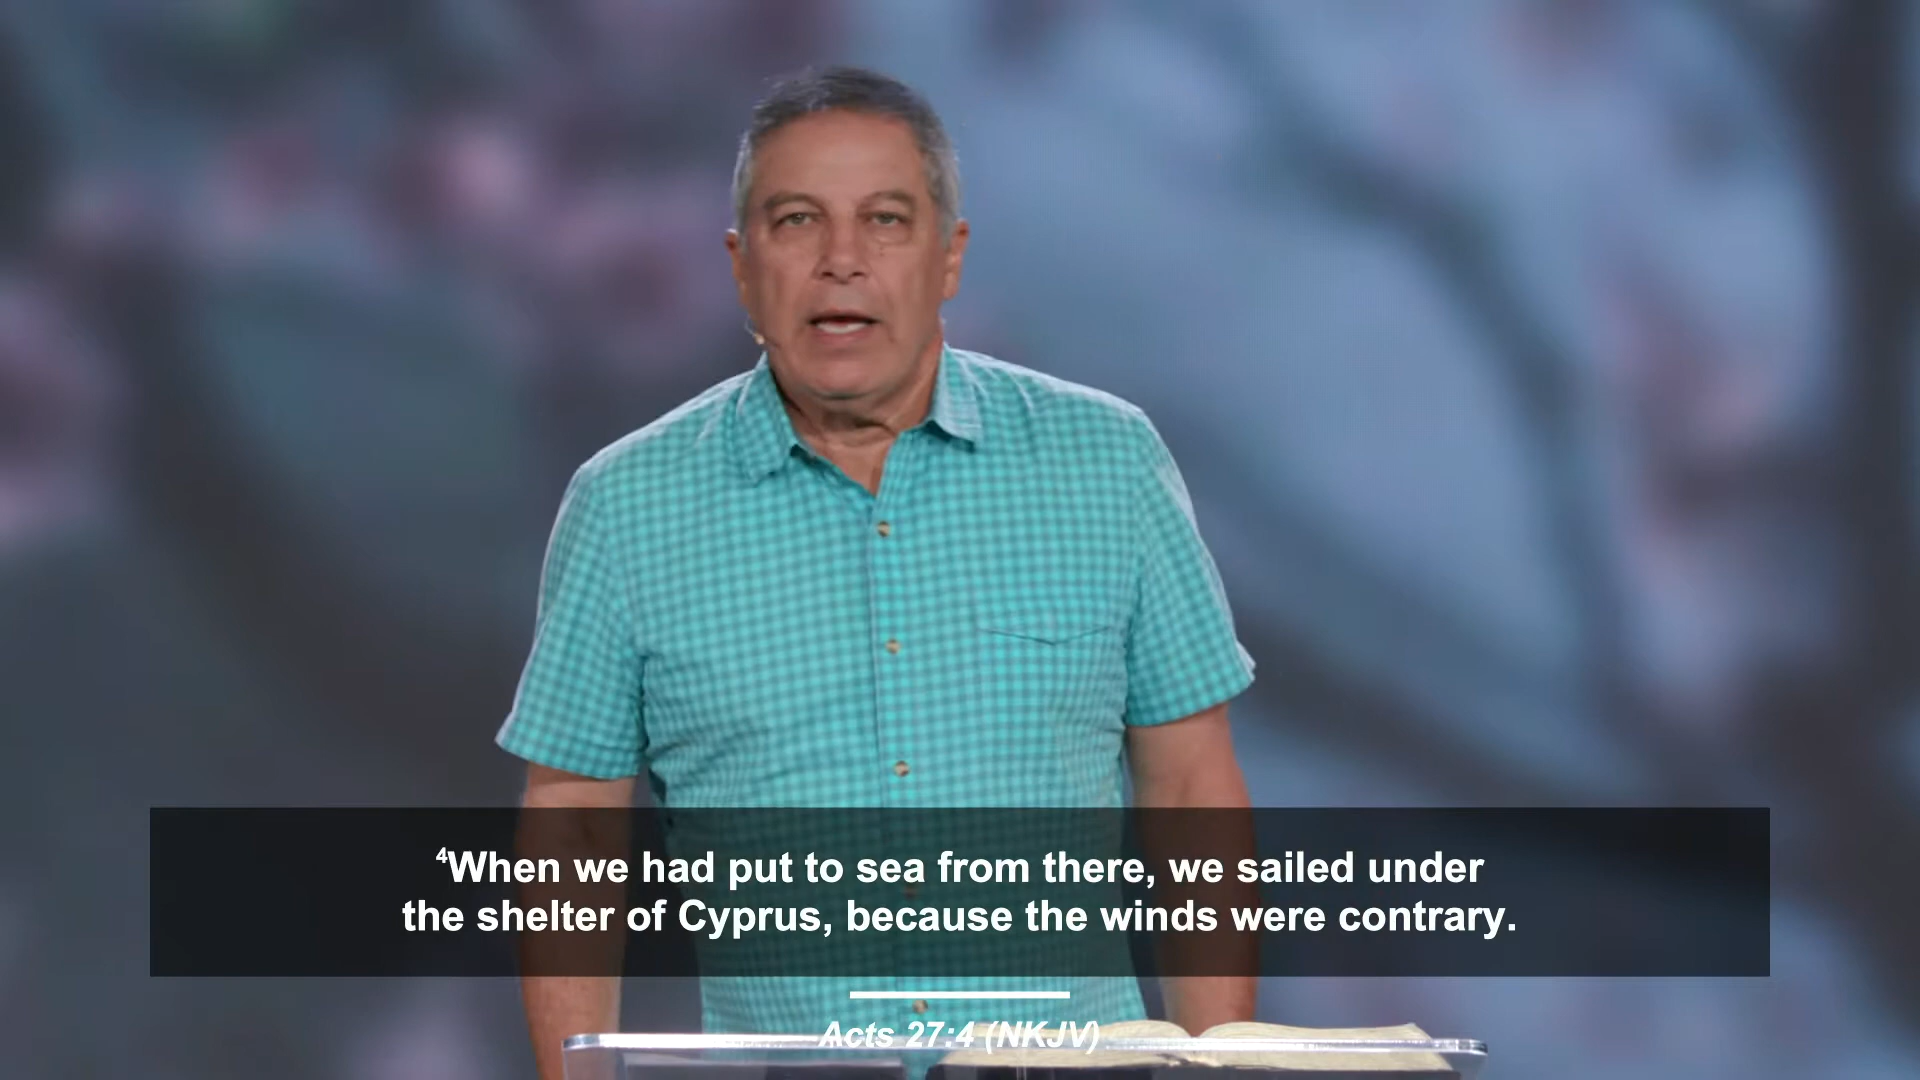 ⁴When we had put to sea from there, we sailed under
the shelter of Cyprus, because the winds were contrary.
Acts 27:4 (NKJV)